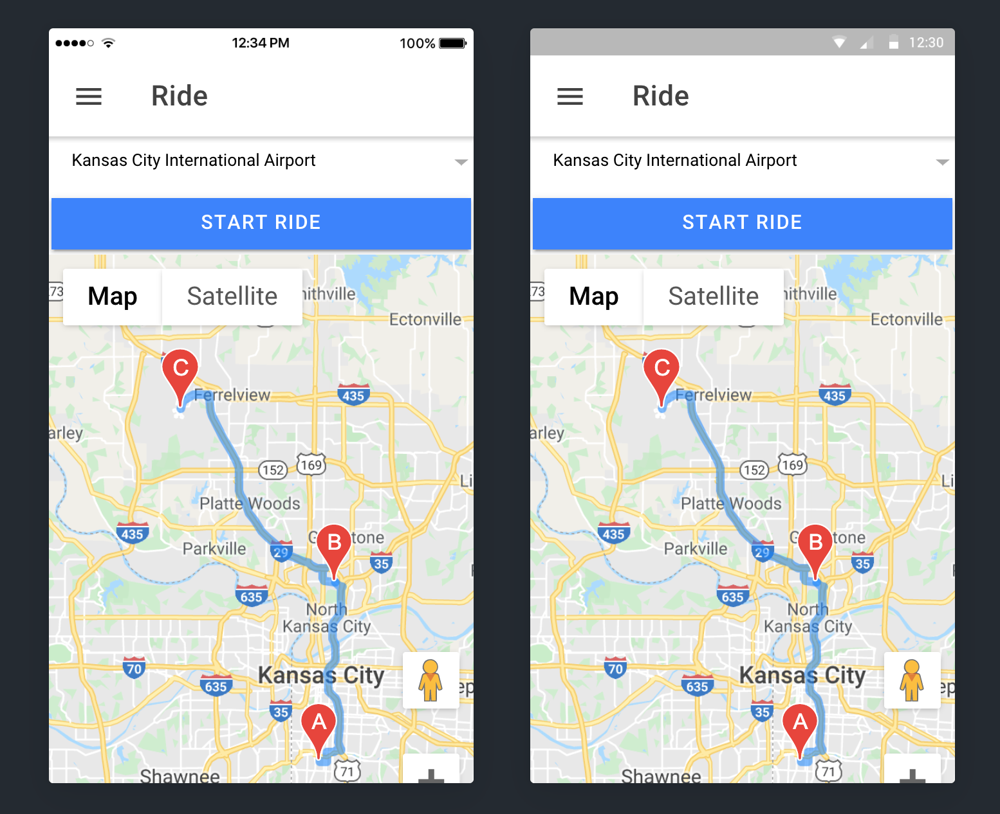 12:34 PM
100%
Ride
Kansas City International Airport
START RIDE
Map
Satellite
73
nithville
Ectonville
C
Ferrelview
435
arley
152
169
Li
Platte Woods
435
Parkville
29
B
35
635
North
Kansas City
70
Kansas City
635
ep
35
A
71
Shawnee
12:30
Ride
Kansas City International Airport
START RIDE
Map
Satellite
73
nithville
Ectonville
C
Ferrelview
435
arley
152
169
Li
Platte Woods
435
Parkville
29
B
35
635
North
Kansas City
70
Kansas City
635
ep
35
A
71
Shawnee